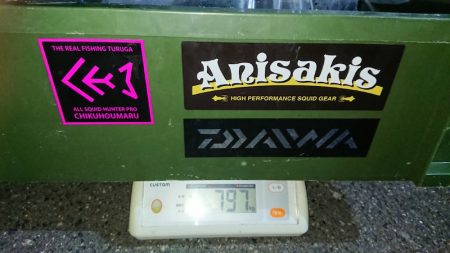 THE REAL FISHING TURUGA
ALL SQUID HUNTER PRO
CHIKUHOUMARU
Anisakis
HIGH PERFORMANCE SQUID GEAR
DAIWA
CUSTOM
797